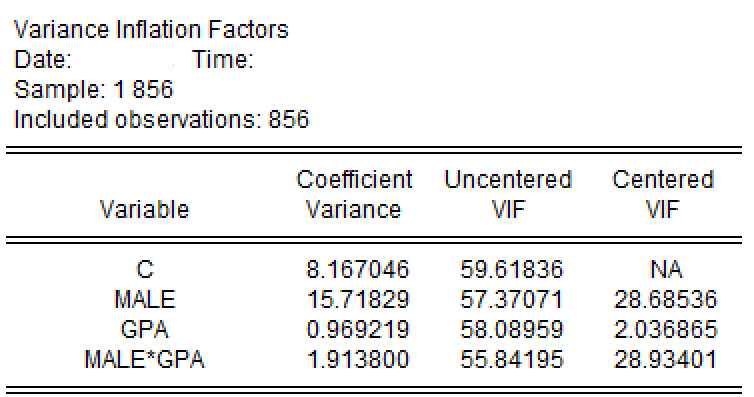 Variance Inflation Factors
Date: Time:
Sample: 1 856
Included observations: 856
Coefficient Uncentered Centered
Variable Variance VIF VIF
C 8.167046 59.61836 NA
MALE 15.71829 57.37071 28.68536
GPA 0.969219 58.08959 2.036865
MALE*GPA 1.913800 55.84195 28.93401